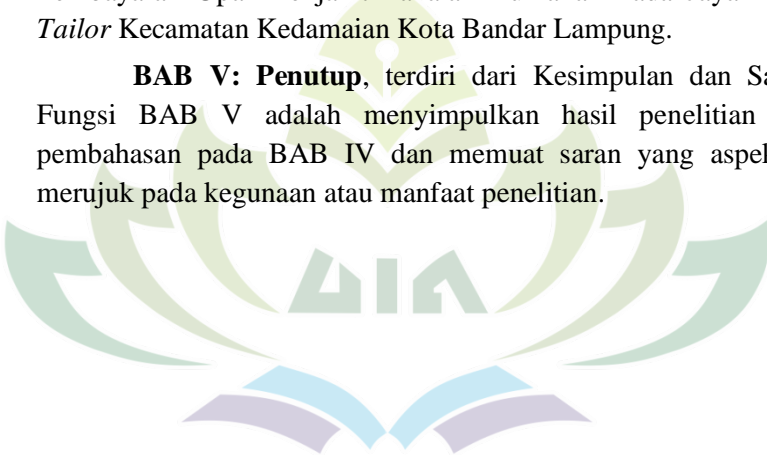 Tailor Kecamatan Kedamaian Kota Bandar Lampung.
BAB V: Penutup, terdiri dari Kesimpulan dan
Fungsi BAB V adalah menyimpulkan hasil penelitian
pembahasan pada BAB IV dan memuat saran yang
merujuk pada kegunaan atau manfaat penelitian.
UIN